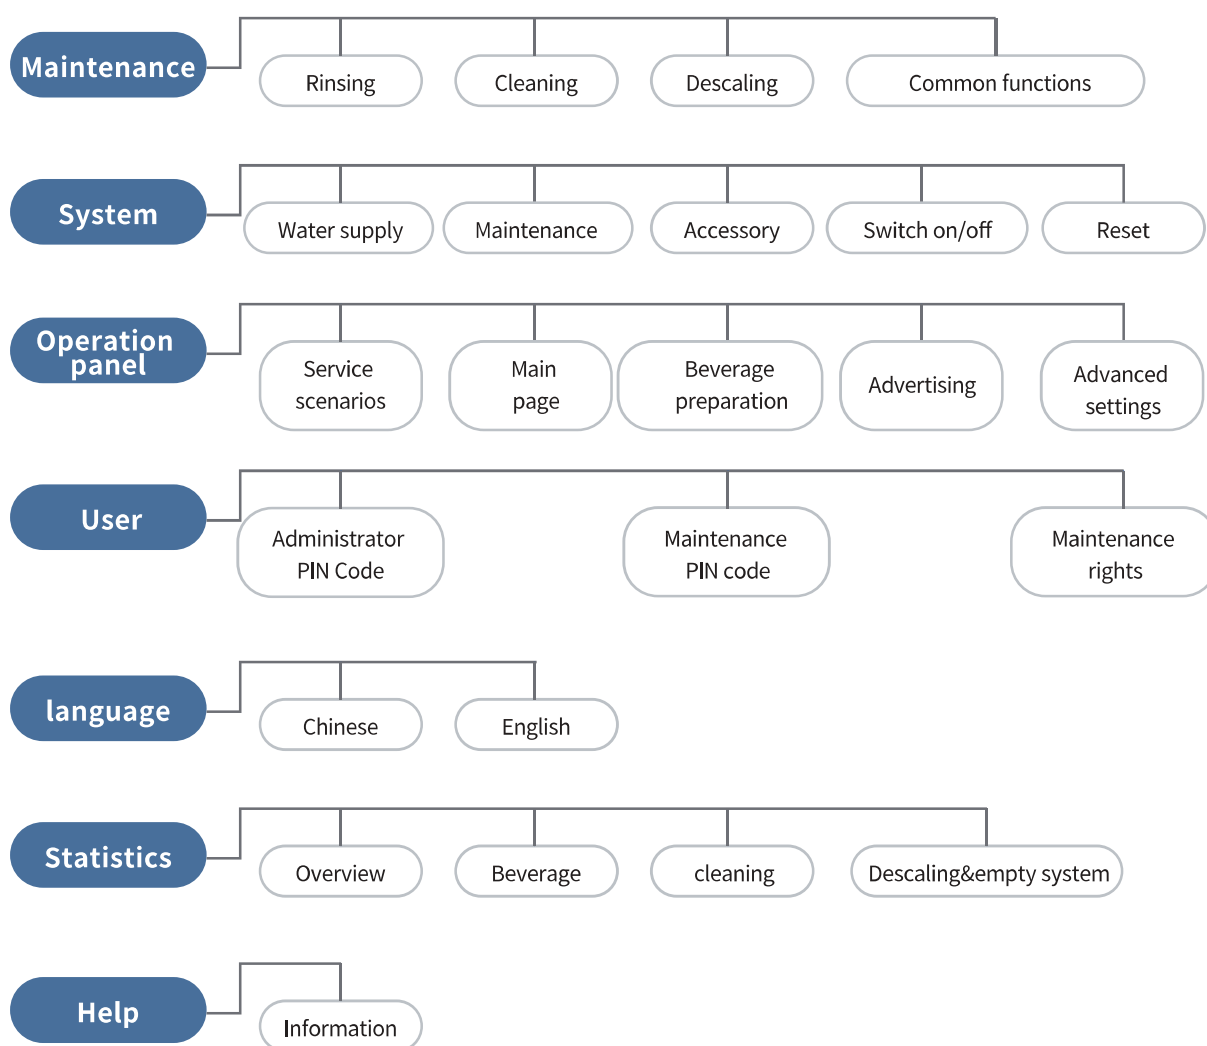 Maintenance
Rinsing
Cleaning
Descaling
Common functions
System
Water supply
Maintenance
Accessory
Switch on/off
Reset
Operation
panel
Service
scenarios
Main
page
Beverage
preparation
Advertising
Advanced
settings
User
Administrator
PIN Code
Maintenance
PIN code
Maintenance
rights
language
Chinese
English
Statistics
Overview
Beverage
cleaning
Descaling&empty system
Help
Information